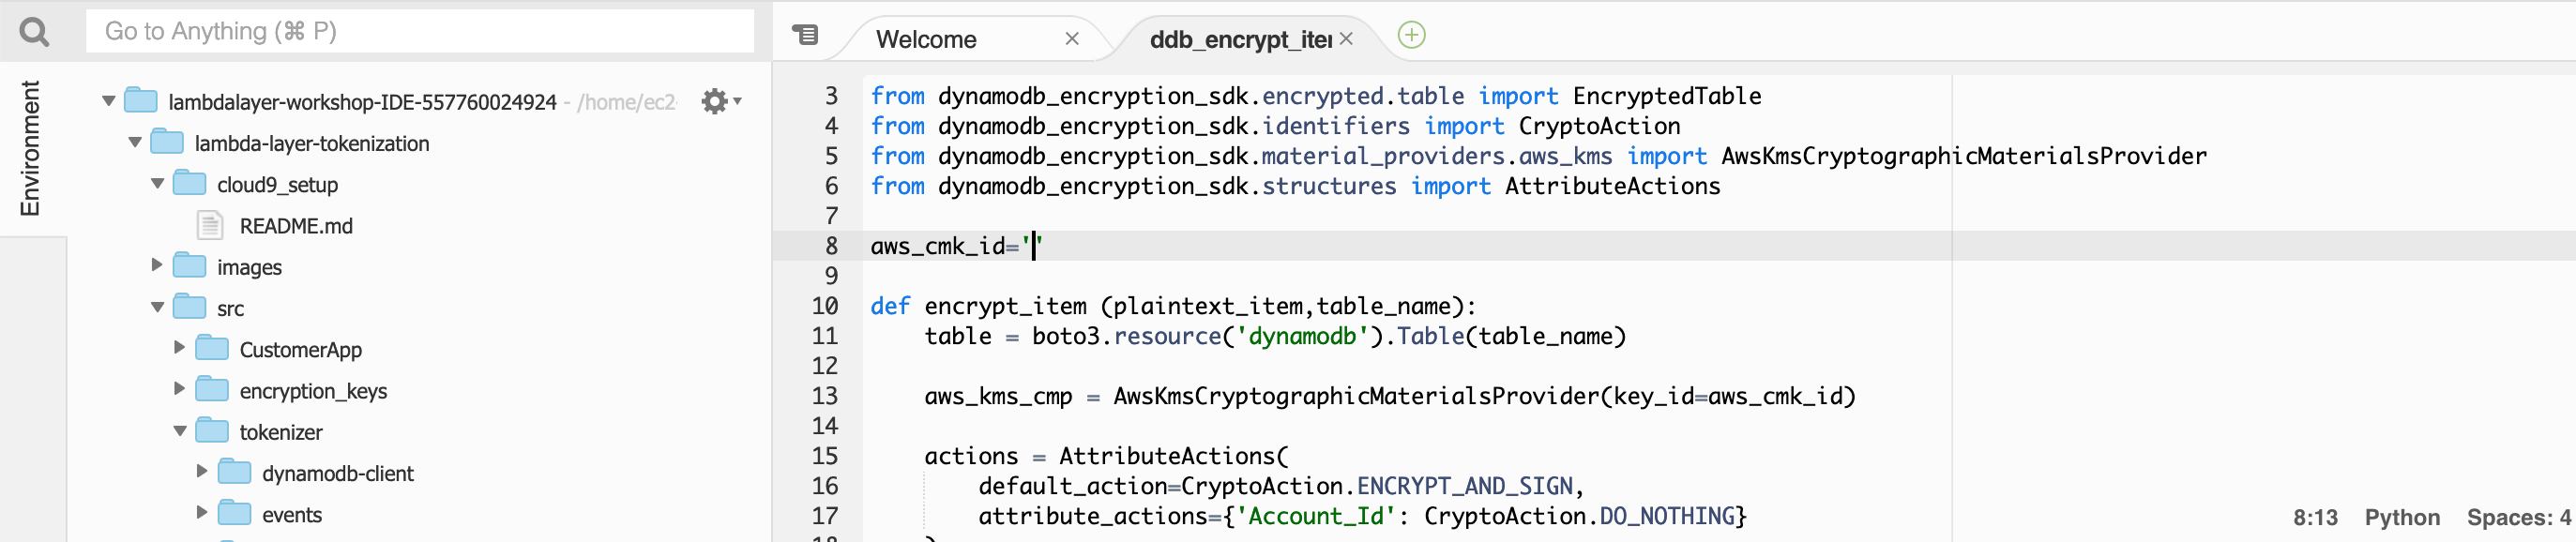 Go to Anything (⌘ P)
Environment
lambdalayer-workshop-IDE-557760024924 - /home/ec2-
lambda-layer-tokenization
cloud9_setup
README.md
images
src
CustomerApp
encryption_keys
tokenizer
dynamodb-client
events
Welcome
ddb_encrypt_iter
3 from dynamodb_encryption_sdk.encrypted.table import EncryptedTable
4 from dynamodb_encryption_sdk.identifiers import CryptoAction
5 from dynamodb_encryption_sdk.material_providers.aws_kms import AwsKmsCryptographicMaterialsProvider
6 from dynamodb_encryption_sdk.structures import AttributeActions
7
8 aws_cmk_id=''
9
10 def encrypt_item (plaintext_item,table_name):
11 table = boto3.resource('dynamodb').Table(table_name)
12
13 aws_kms_cmp = AwsKmsCryptographicMaterialsProvider(key_id=aws_cmk_id)
14
15 actions = AttributeActions(
16 default_action=CryptoAction.ENCRYPT_AND_SIGN,
17 attribute_actions={'Account_Id': CryptoAction.DO_NOTHING}
18 )
8:13 Python Spaces: 4